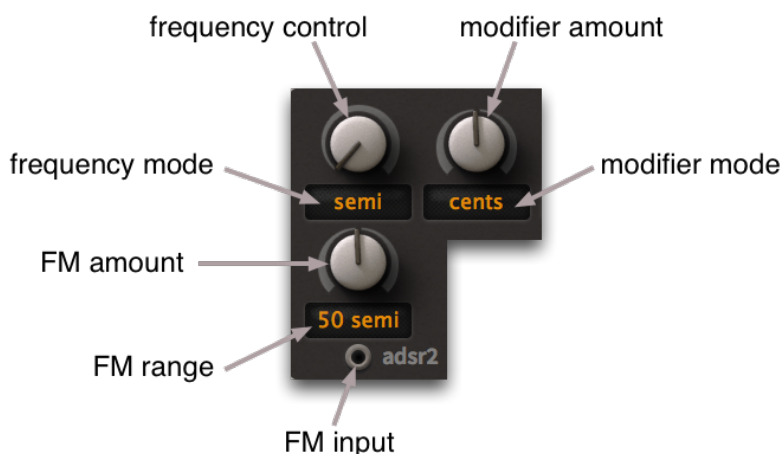 frequency control
modifier amount
frequency mode
modifier mode
semi
cents
FM amount
50 semi
FM range
adsr2
FM input